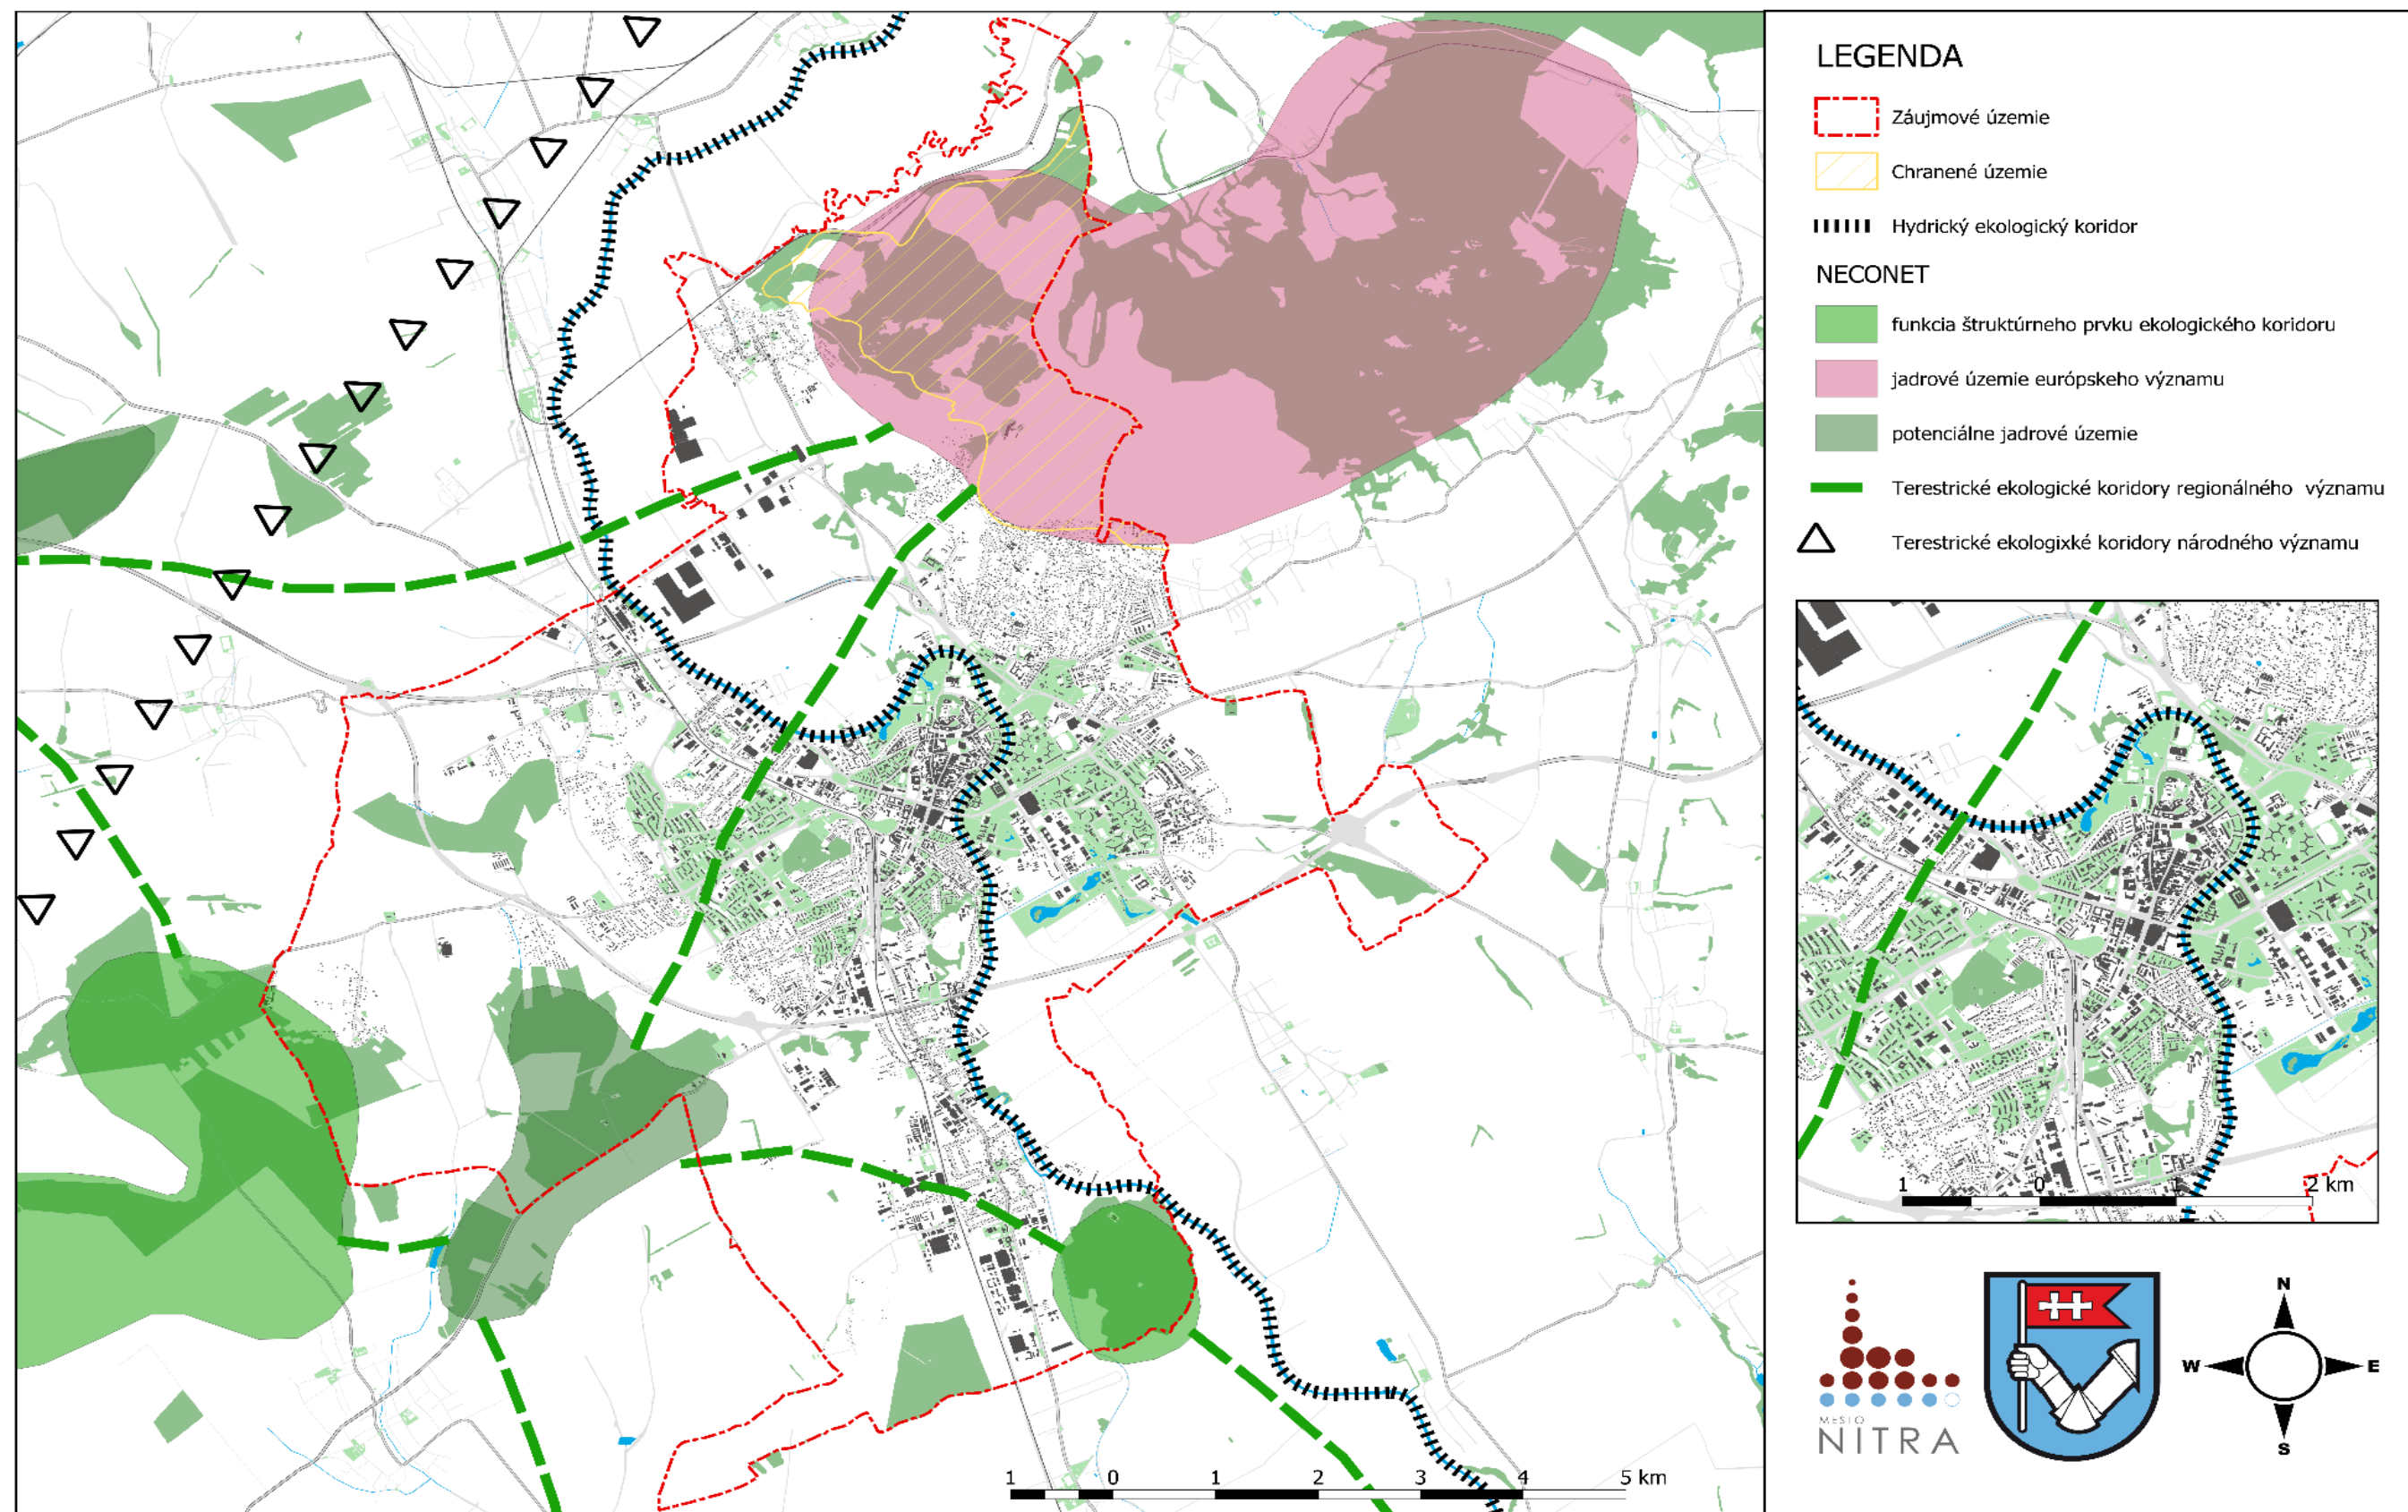 LEGENDA
Záujmové územie
Chranené územie
Hydrický ekologický koridor
NECONET
funkcia štruktúrneho prvku ekologického koridoru
jadrové územie európskeho významu
potenciálne jadrové územie
Terestrické ekologické koridory regionálného významu
Terestrické ekologixké koridory národného významu
1 0 1 2 km
MESTO
NITRA
N
W E
S
1 0 1 2 3 4 5 km